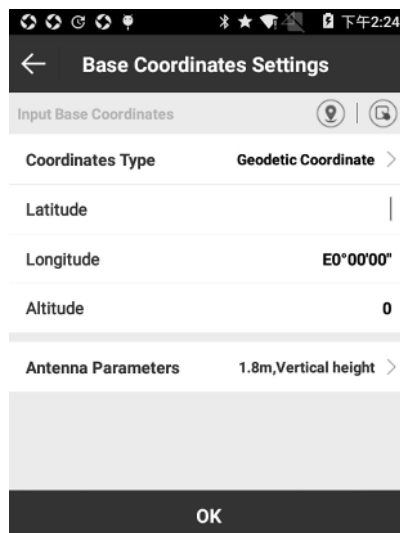 下午2:24
Base Coordinates Settings
Input Base Coordinates
Coordinates Type Geodetic Coordinate
Latitude
Longitude E0°00'00"
Altitude 0
Antenna Parameters 1.8m,Vertical height
OK